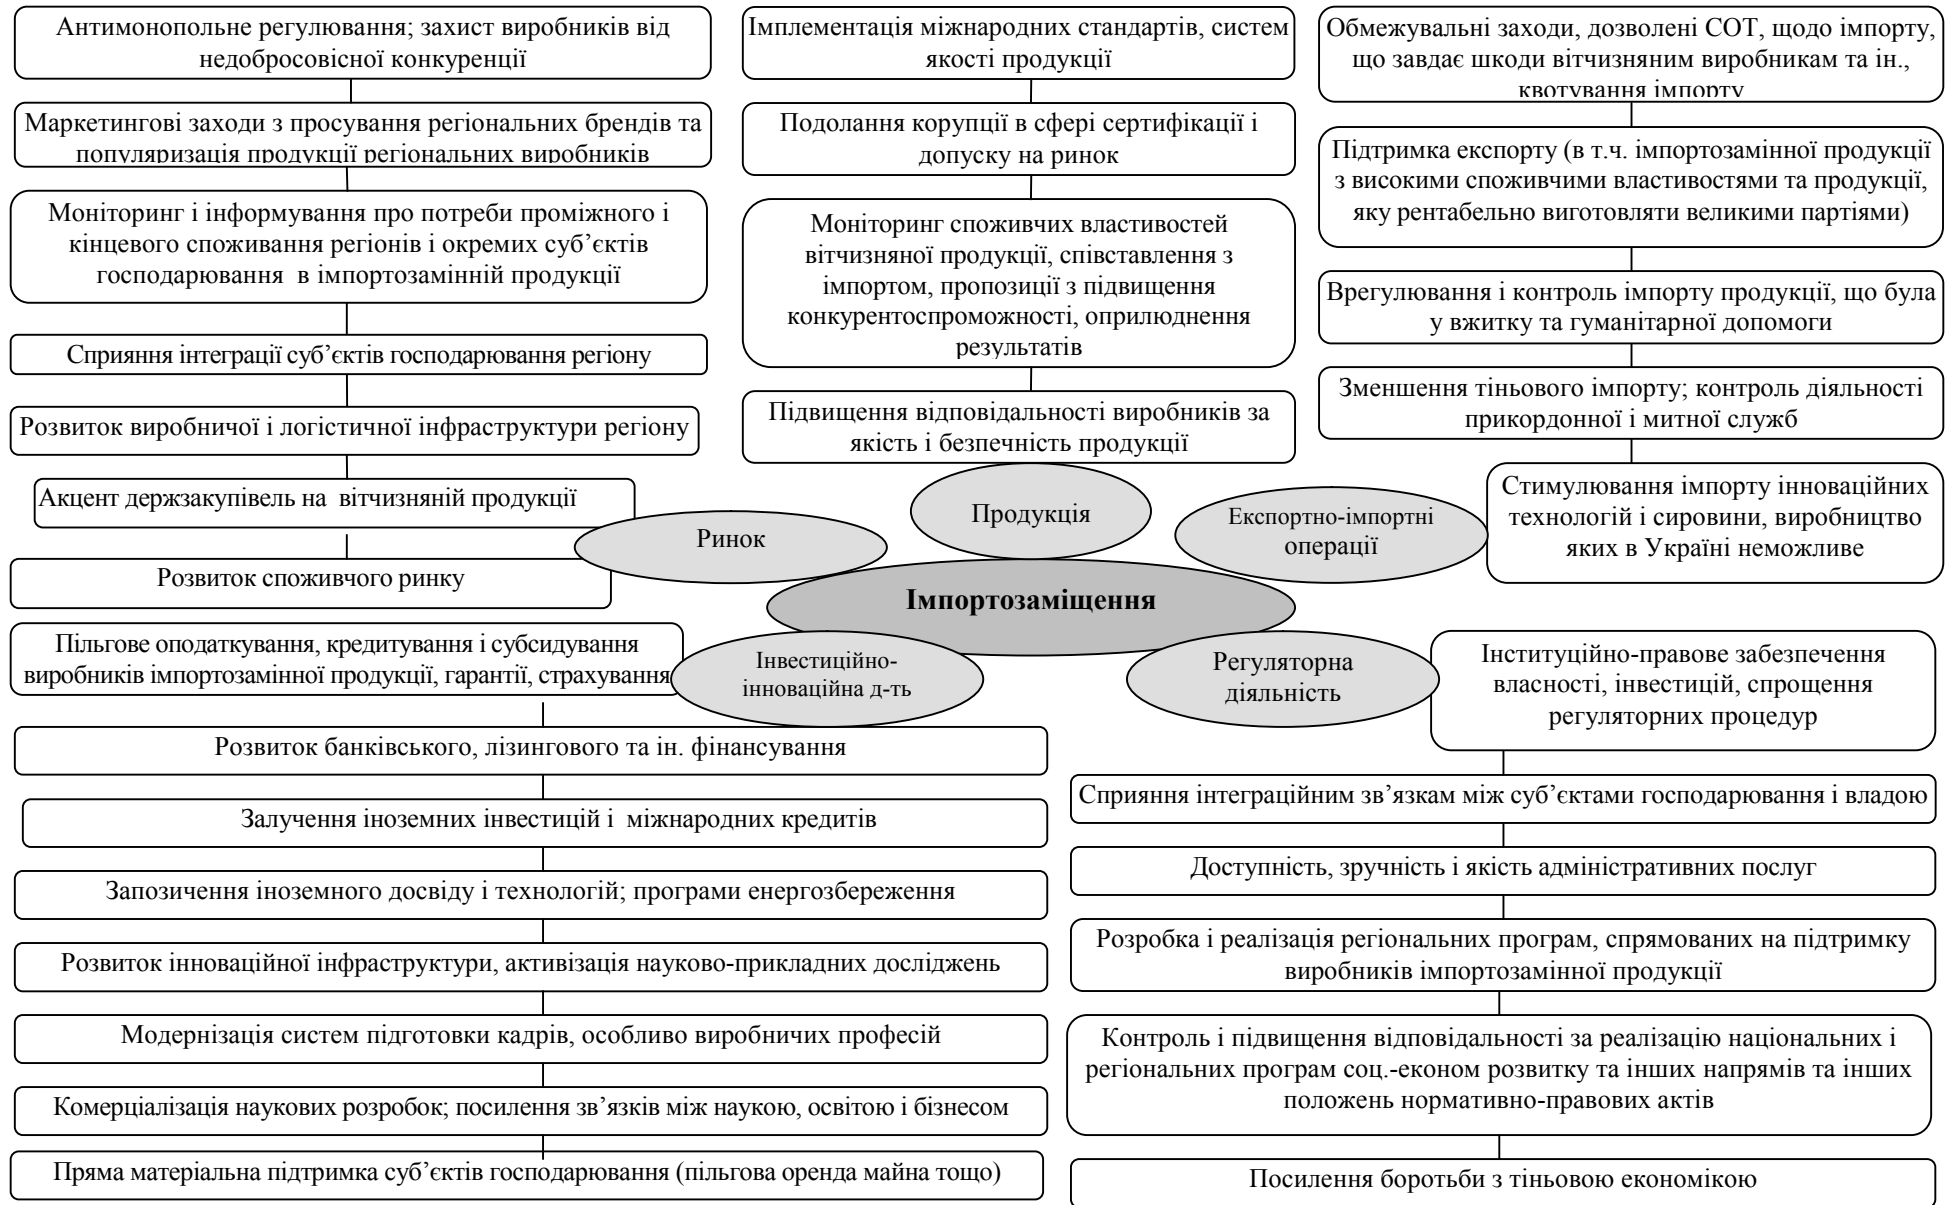 Антимонопольне регулювання; захист виробників від
недобросовісної конкуренції
Маркетингові заходи з просування регіональних брендів та
популяризація продукції регіональних виробників
Моніторинг і інформування про потреби проміжного і
кінцевого споживання регіонів і окремих суб’єктів
господарювання в імпортозамінній продукції
Сприяння інтеграції суб’єктів господарювання регіону
Розвиток виробничої і логістичної інфраструктури регіону
Акцент держзакупівель на вітчизняній продукції
Розвиток споживчого ринку
Ринок
Імплементація міжнародних стандартів, систем
якості продукції
Подолання корупції в сфері сертифікації і
допуску на ринок
Моніторинг споживчих властивостей
вітчизняної продукції, співставлення з
імпортом, пропозиції з підвищення
конкурентоспроможності, оприлюднення
результатів
Підвищення відповідальності виробників за
якість і безпечність продукції
Продукція
Обмежувальні заходи, дозволені СОТ, щодо імпорту,
що завдає шкоди вітчизняним виробникам та ін.,
квотування імпорту
Підтримка експорту (в т.ч. імпортозамінної продукції
з високими споживчими властивостями та продукції,
яку рентабельно виготовляти великими партіями)
Врегулювання і контроль імпорту продукції, що була
у вжитку та гуманітарної допомоги
Зменшення тіньового імпорту; контроль діяльності
прикордонної і митної служб
Стимулювання імпорту інноваційних
технологій і сировини, виробництво
яких в Україні неможливе
Експортно-імпортні
операції
Імпортозаміщення
Пільгове оподаткування, кредитування і субсидування
виробників імпортозамінної продукції, гарантії, страхування
Інвестиційно-
інноваційна д-ть
Розвиток банківського, лізингового та ін. фінансування
Залучення іноземних інвестицій і міжнародних кредитів
Запозичення іноземного досвіду і технологій; програми енергозбереження
Розвиток інноваційної інфраструктури, активізація науково-прикладних досліджень
Модернізація систем підготовки кадрів, особливо виробничих професій
Комерціалізація наукових розробок; посилення зв’язків між наукою, освітою і бізнесом
Пряма матеріальна підтримка суб’єктів господарювання (пільгова оренда майна тощо)
Регуляторна
діяльність
Інституційно-правове забезпечення
власності, інвестицій, спрощення
регуляторних процедур
Сприяння інтеграційним зв’язкам між суб’єктами господарювання і владою
Доступність, зручність і якість адміністративних послуг
Розробка і реалізація регіональних програм, спрямованих на підтримку
виробників імпортозамінної продукції
Контроль і підвищення відповідальності за реалізацію національних і
регіональних програм соц.-економ розвитку та інших напрямів та інших
положень нормативно-правових актів
Посилення боротьби з тіньовою економікою